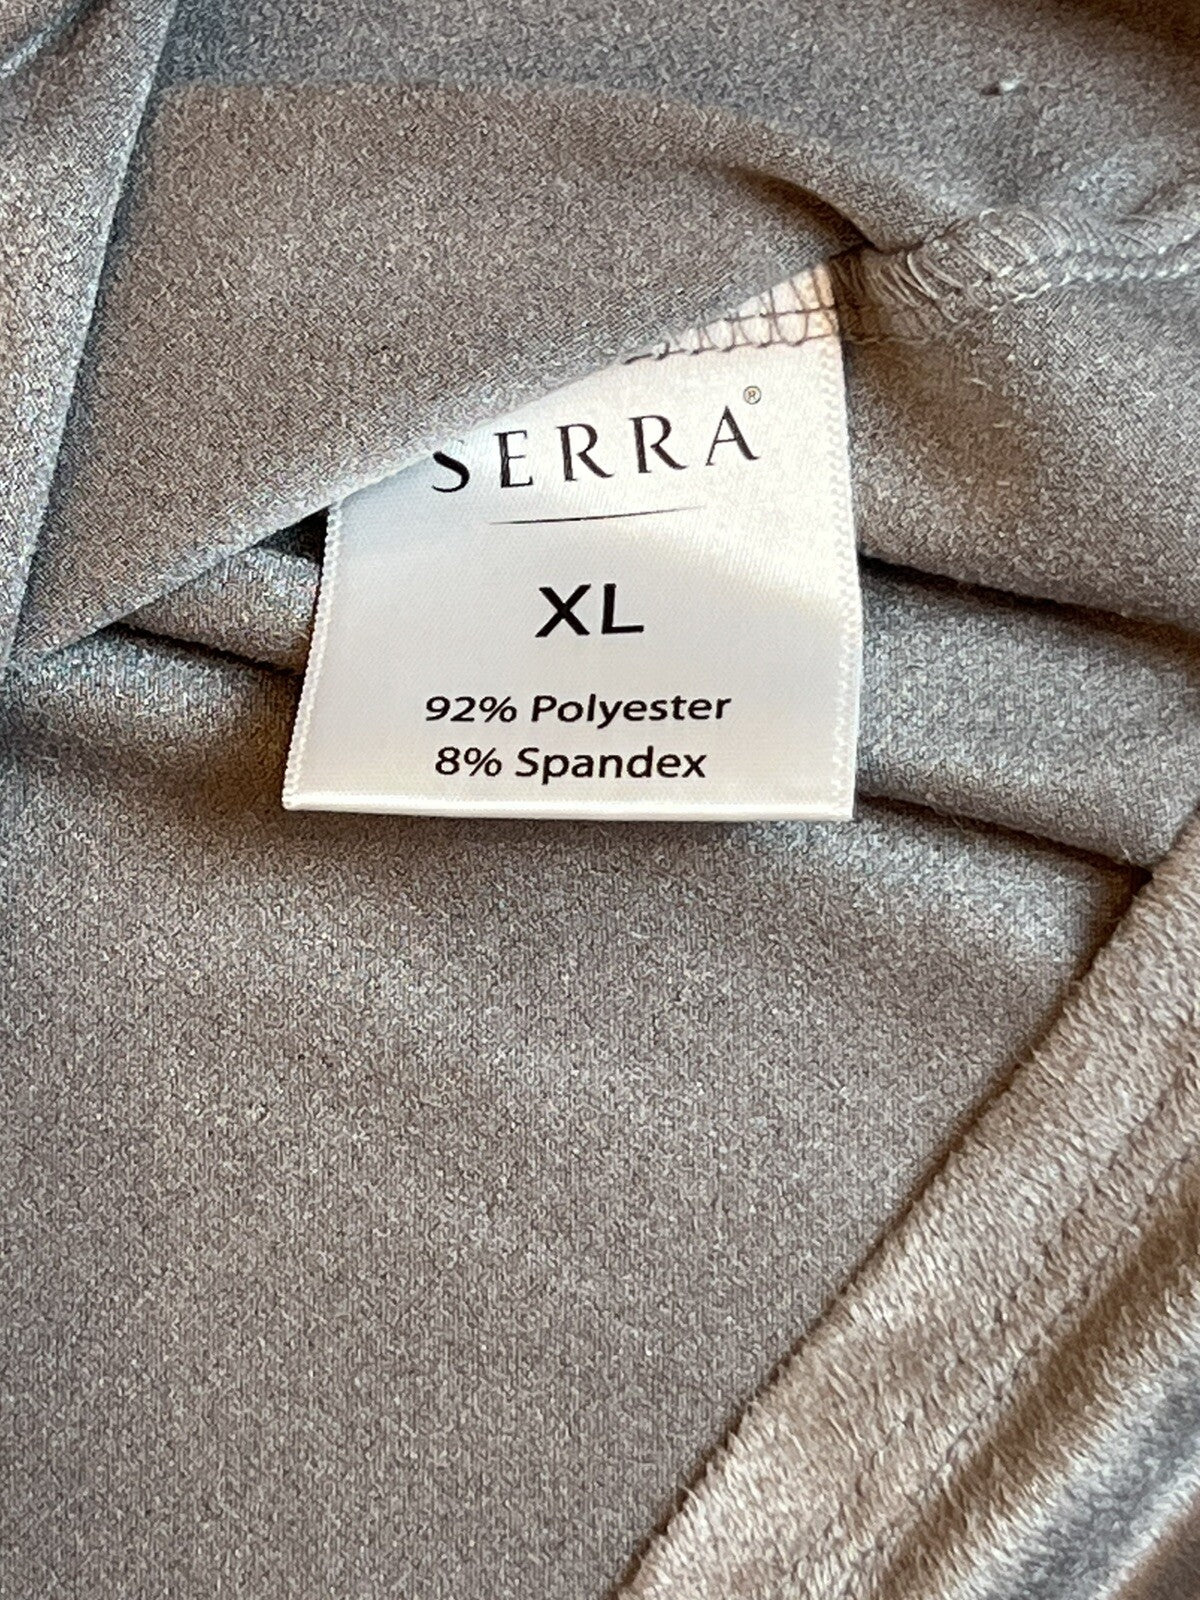 SERRA®
XL
92% Polyester
8% Spandex